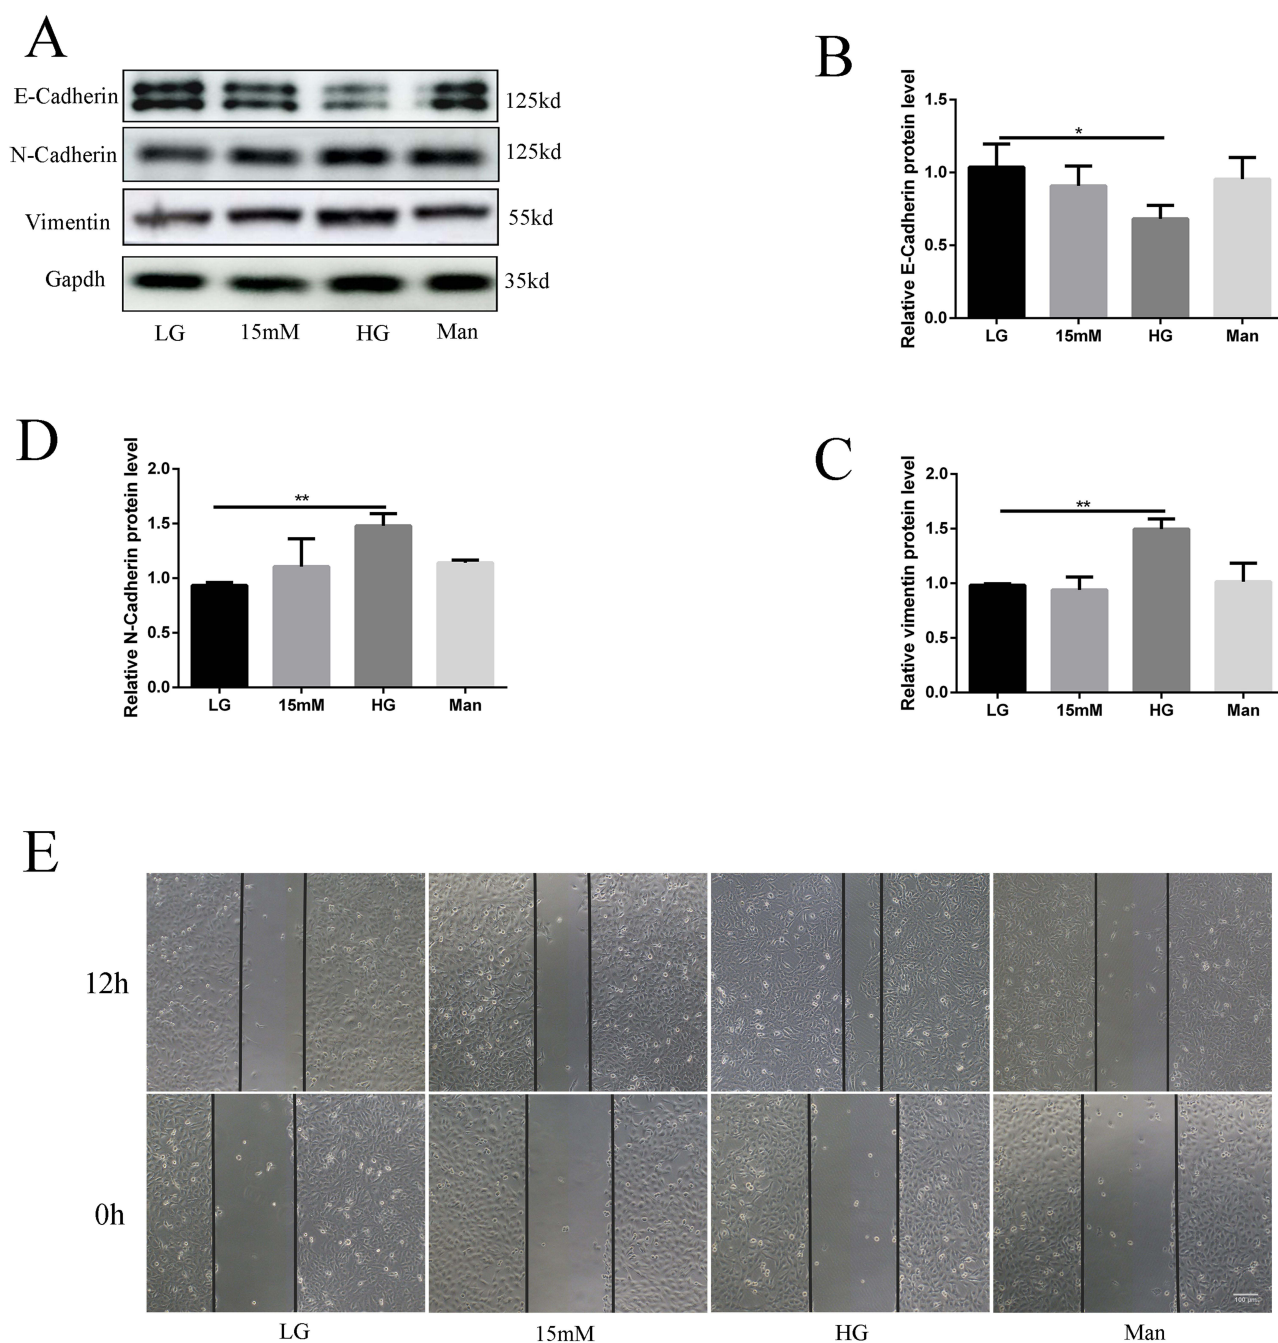 A
E-Cadherin
125kd
N-Cadherin
125kd
Vimentin
55kd
Gapdh
35kd
LG 15mM HG Man
B
Relative E-Cadherin protein level
1.5
1.0
0.5
0.0
*
LG 15mM HG Man
D
Relative N-Cadherin protein level
2.0
1.5
1.0
0.5
0.0
**
LG 15mM HG Man
C
Relative vimentin protein level
2.0
1.5
1.0
0.5
0.0
**
LG 15mM HG Man
E
12h
0h
100 μm
LG 15mM HG Man